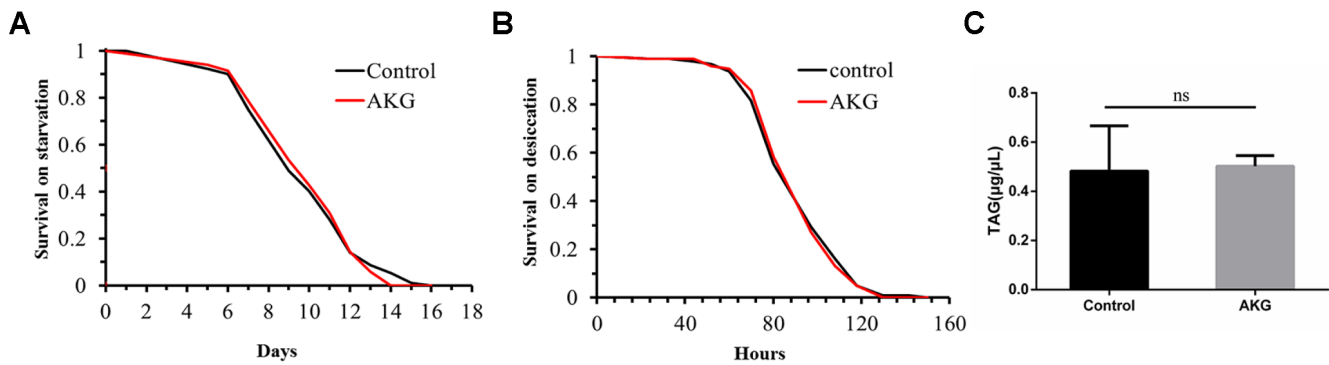 A
Survival on starvation
1
0.8
0.6
0.4
0.2
0
0 2 4 6 8 10 12 14 16 18
Days
Control
AKG
B
Survival on desiccation
1
0.8
0.6
0.4
0.2
0
0 40 80 120 160
Hours
control
AKG
C
TAG(μg/μL)
0.8
0.6
0.4
0.2
0.0
ns
Control AKG